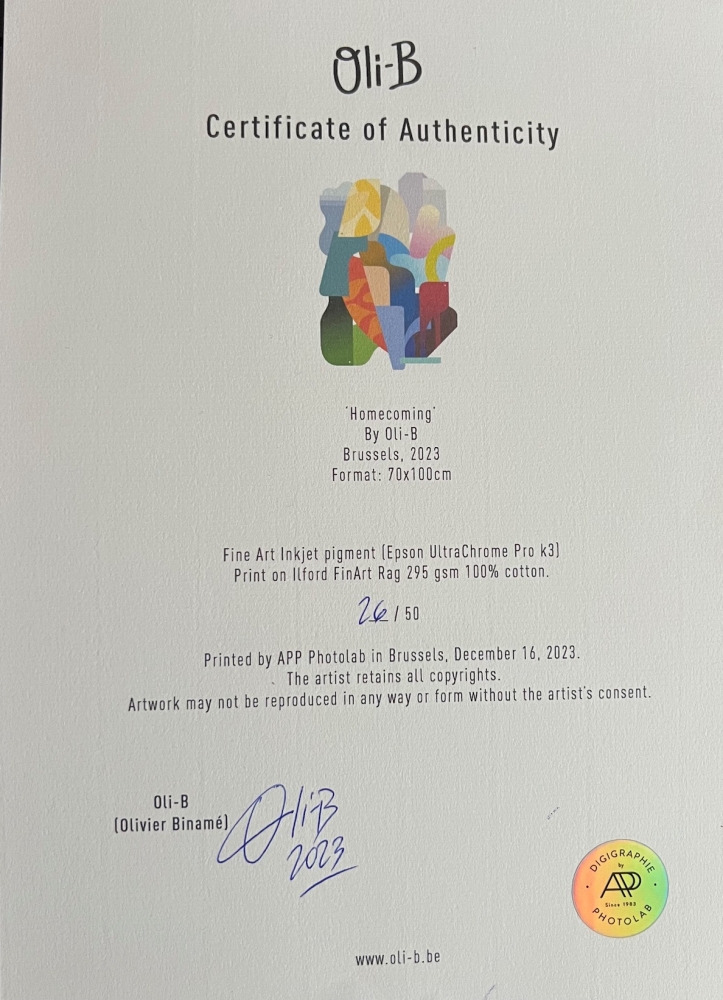 Oli-B
Certificate of Authenticity
'Homecoming'
By Oli-B
Brussels, 2023
Format: 70x100cm
Fine Art Inkjet pigment (Epson UltraChrome Pro k3)
Print on Ilford FinArt Rag 295 gsm 100% cotton.
26 / 50
Printed by APP Photolab in Brussels, December 16, 2023.
The artist retains all copyrights.
Artwork may not be reproduced in any way or form without the artist's consent.
Oli-B
(Olivier Binamé)
OliB
2023
DIGIGRAPHIE
by
APP
Since 1983
PHOTOLAB
www.oli-b.be